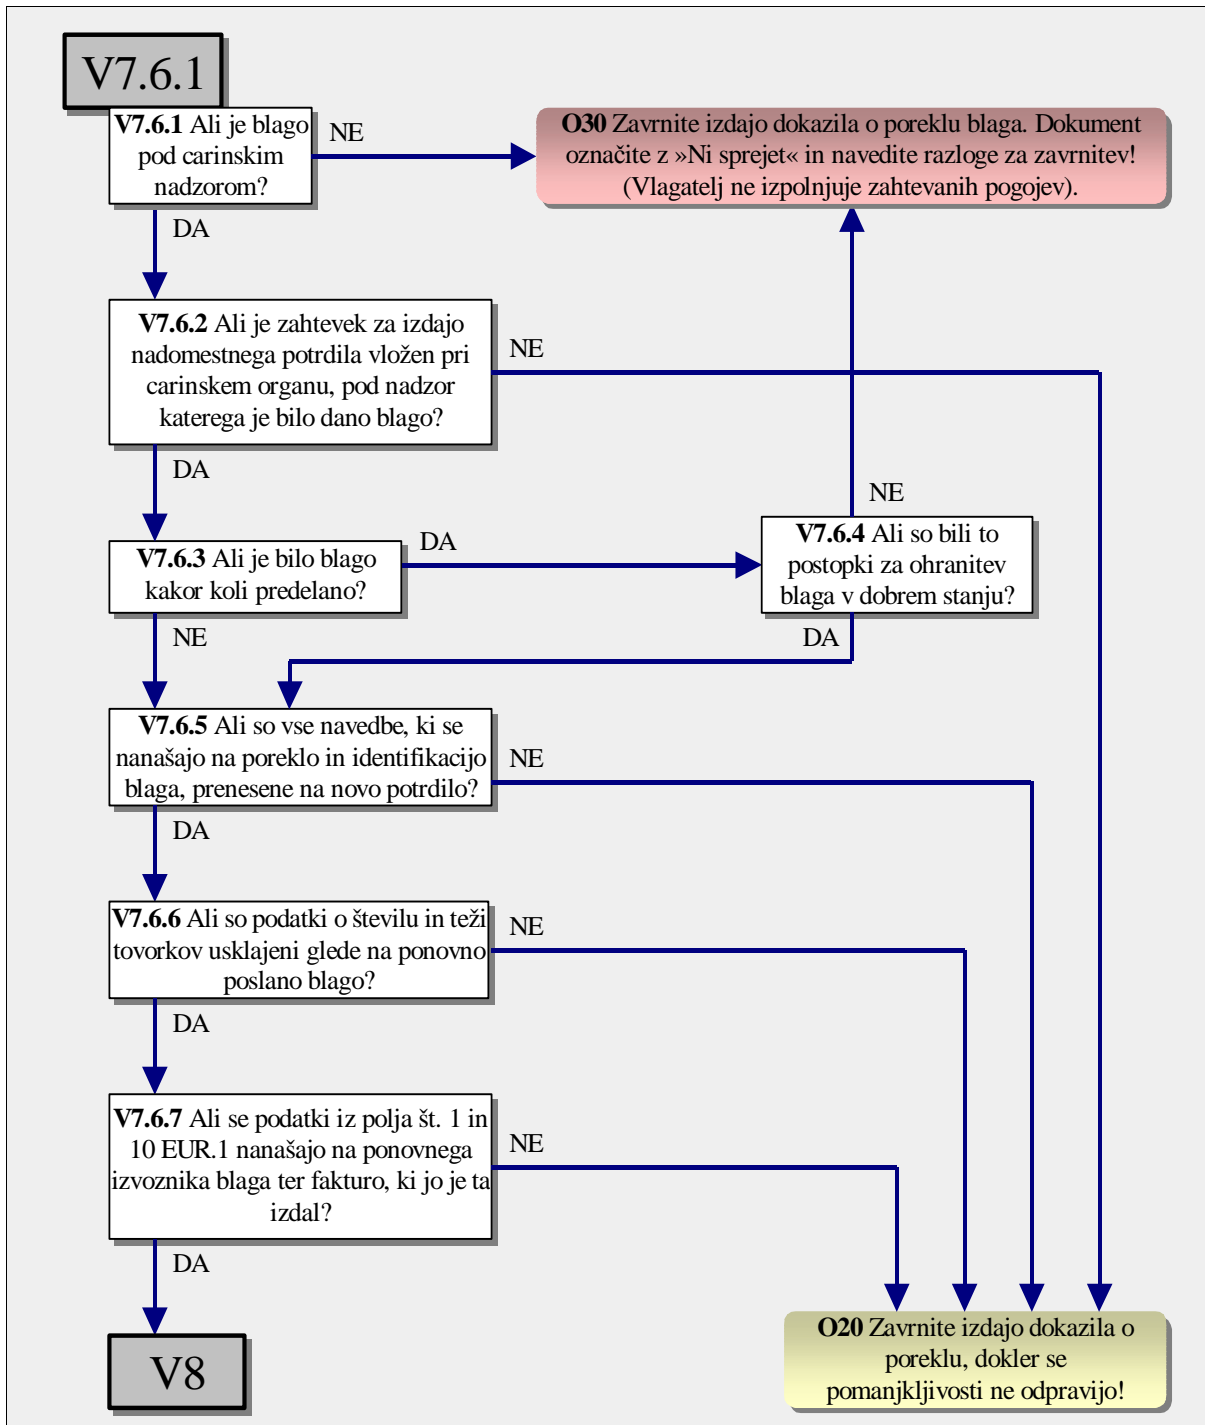 V7.6.1
V7.6.1 Ali je blago
pod carinskim
nadzorom?
NE
O30 Zavrnite izdajo dokazila o poreklu blaga. Dokument
označite z »Ni sprejet« in navedite razloge za zavrnitev!
(Vlagatelj ne izpolnjuje zahtevanih pogojev).
DA
V7.6.2 Ali je zahtevek za izdajo
nadomestnega potrdila vložen pri
carinskem organu, pod nadzor
katerega je bilo dano blago?
NE
DA
V7.6.3 Ali je bilo blago
kakor koli predelano?
DA
NE
V7.6.4 Ali so bili to
postopki za ohranitev
blaga v dobrem stanju?
NE
DA
V7.6.5 Ali so vse navedbe, ki se
nanašajo na poreklo in identifikacijo
blaga, prenesene na novo potrdilo?
NE
DA
V7.6.6 Ali so podatki o številu in teži
tovorkov usklajeni glede na ponovno
poslano blago?
NE
DA
V7.6.7 Ali se podatki iz polja št. 1 in
10 EUR.1 nanašajo na ponovnega
izvoznika blaga ter fakturo, ki jo je ta
izdal?
NE
DA
V8
O20 Zavrnite izdajo dokazila o
poreklu, dokler se
pomanjkljivosti ne odpravijo!